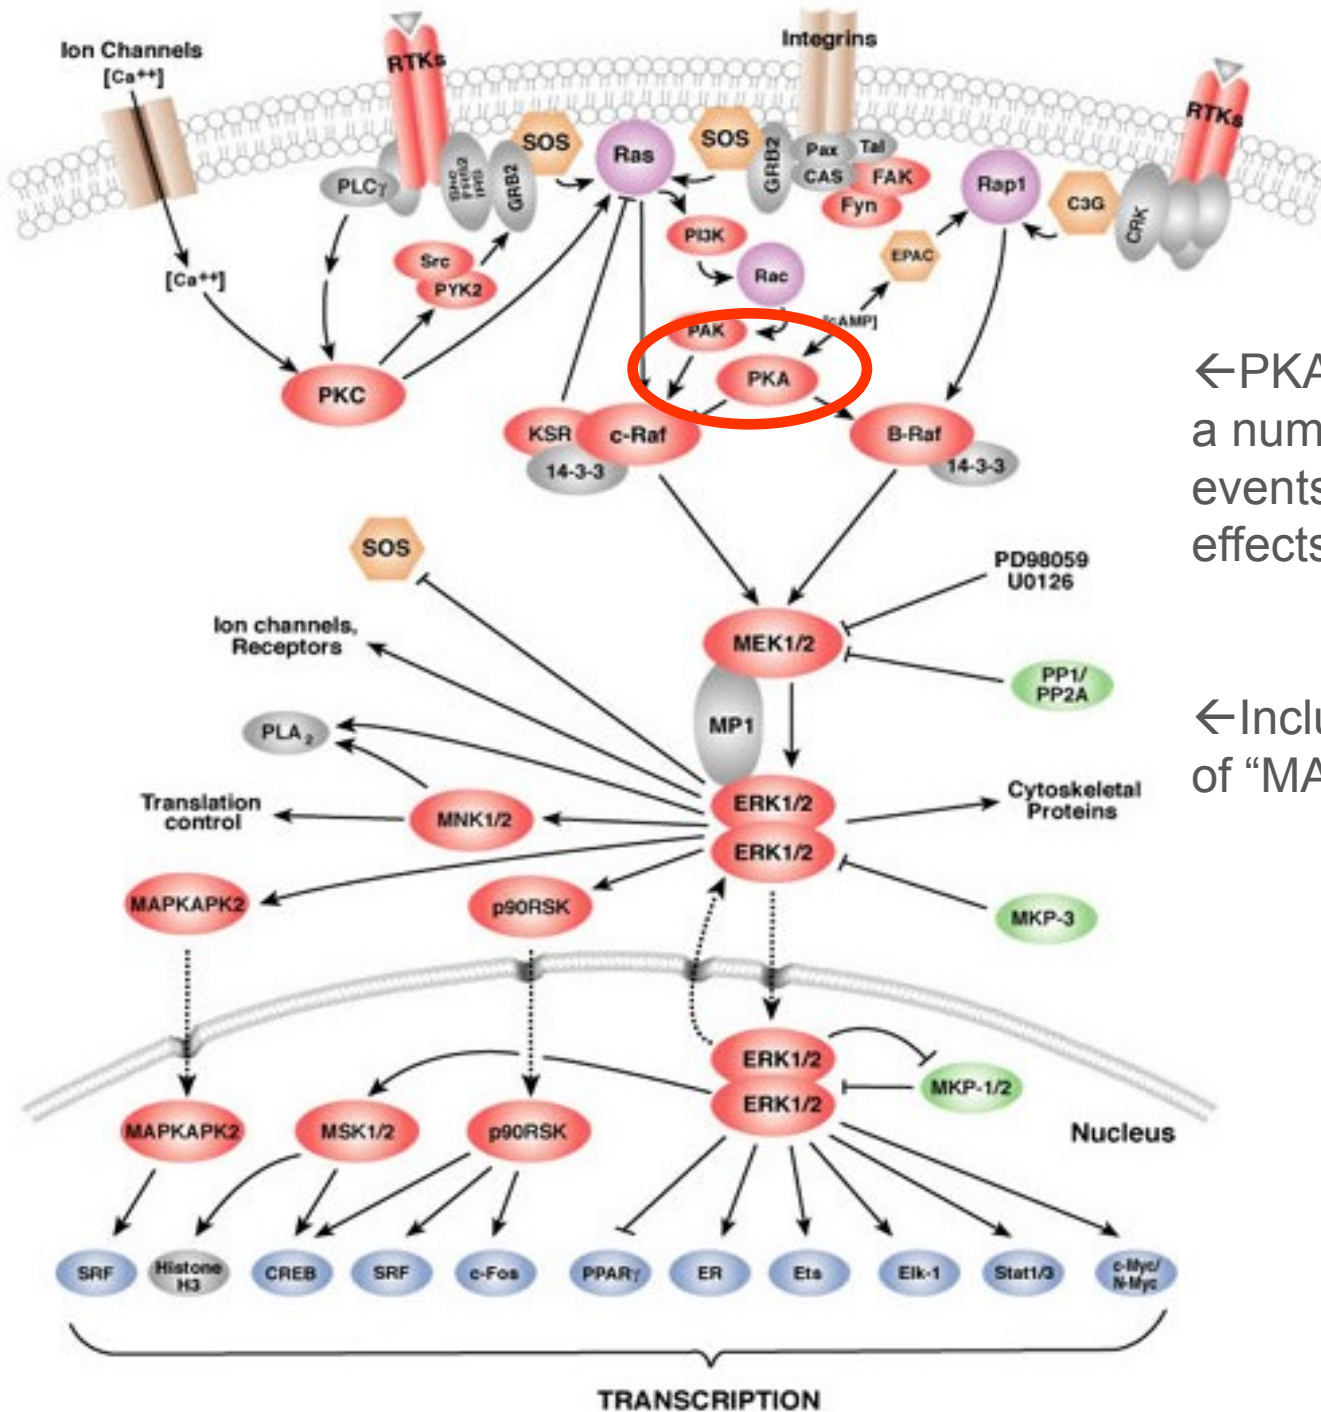 Ion Channels
[Ca++]
RTKs
Integrins
RTKs
SOS
Ras
SOS
GRB2
Pax
Tal
CAS
FAK
Fyn
Rap1
C3G
CRK
PLCγ
Shc
FRS2
IRS
GRB2
PI3K
EPAC
Src
PYK2
Rac
[Ca++]
PAK
[cAMP]
PKA
PKC
KSR
c-Raf
14-3-3
B-Raf
14-3-3
←PKA
a num
events
effects
SOS
PD98059
U0126
Ion channels,
Receptors
MEK1/2
PP1/
PP2A
MP1
←Inclu
of “MA
PLA2
Translation
control
MNK1/2
ERK1/2
ERK1/2
Cytoskeletal
Proteins
MAPKAPK2
p90RSK
MKP-3
ERK1/2
ERK1/2
MKP-1/2
Nucleus
MAPKAPK2
MSK1/2
p90RSK
SRF
Histone
H3
CREB
SRF
c-Fos
PPARγ
ER
Ets
Elk-1
Stat1/3
c-Myc/
N-Myc
TRANSCRIPTION